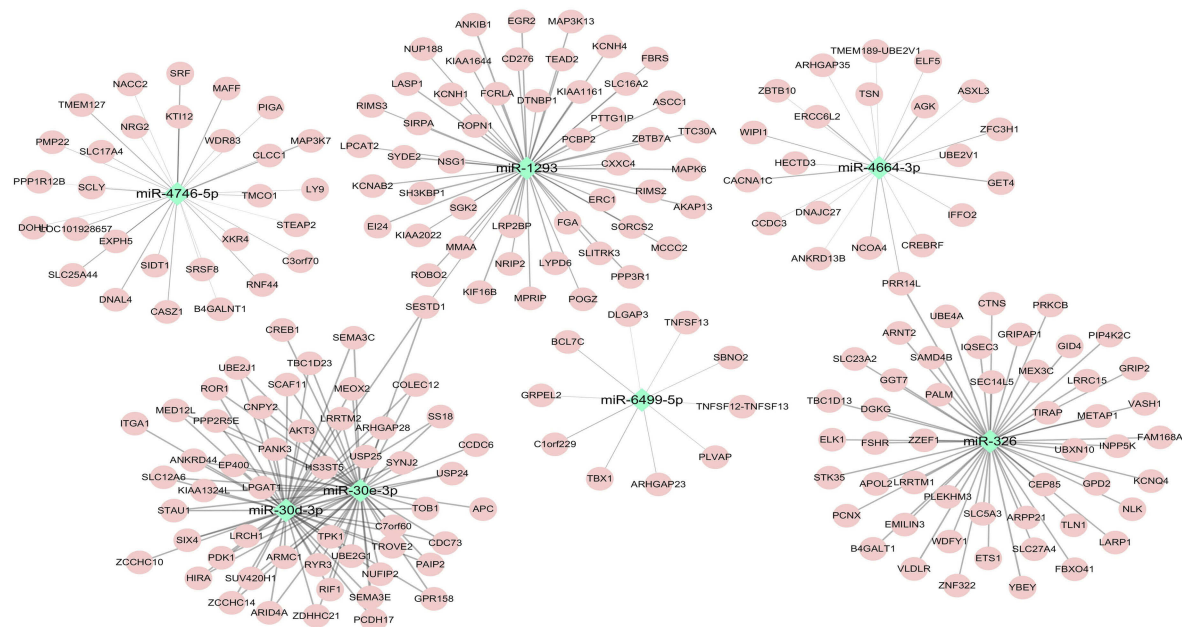 SRF
NACC2
MAFF
TMEM127
KTI12
PIGA
NRG2
WDR83
PMP22
SLC17A4
CLCC1
MAP3K7
PPP1R12B
SCLY
miR-4746-5p
TMCO1
LY9
DOHH
LOC101928657
STEAP2
EXPH5
XKR4
C3orf70
SLC25A44
SIDT1
SRSF8
RNF44
DNAL4
CASZ1
B4GALNT1
ANKIB1
EGR2
MAP3K13
NUP188
KIAA1644
CD276
TEAD2
KCNH4
FBRS
LASP1
KCNH1
FCRLA
DTNBP1
KIAA1161
SLC16A2
RIMS3
SIRPA
ROPN1
PTTG1IP
ASCC1
PCBP2
ZBTB7A
TTC30A
LPCAT2
SYDE2
NSG1
miR-1293
CXXC4
MAPK6
KCNAB2
SH3KBP1
RIMS2
SGK2
ERC1
AKAP13
EI24
KIAA2022
LRP2BP
FGA
SORCS2
MMAA
MCCC2
ROBO2
NRIP2
LYPD6
SLITRK3
PPP3R1
KIF16B
MPRIP
POGZ
SESTD1
TMEM189-UBE2V1
ARHGAP35
ELF5
ZBTB10
TSN
ASXL3
ERCC6L2
AGK
WIPI1
ZFC3H1
HECTD3
miR-4664-3p
UBE2V1
CACNA1C
GET4
CCDC3
DNAJC27
IFFO2
NCOA4
CREBRF
ANKRD13B
PRR14L
DLGAP3
TNFSF13
BCL7C
SBNO2
GRPEL2
miR-6499-5p
TNFSF12-TNFSF13
C1orf229
PLVAP
TBX1
ARHGAP23
CREB1
SEMA3C
UBE2J1
TBC1D23
ROR1
SCAF11
MEOX2
COLEC12
MED12L
CNPY2
LRRTM2
SS18
ITGA1
PPP2R5E
AKT3
ARHGAP28
PANK3
USP25
CCDC6
ANKRD44
EP400
HS3ST5
SYNJ2
SLC12A6
USP24
KIAA1324L
LPGAT1
miR-30e-3p
STAU1
miR-30d-3p
TOB1
APC
SIX4
LRCH1
TPK1
C7orf60
CDC73
TROVE2
ZCCHC10
PDK1
ARMC1
UBE2G1
PAIP2
HIRA
SUV420H1
RYR3
NUFIP2
ZCCHC14
RIF1
SEMA3E
GPR158
ARID4A
ZDHHC21
PCDH17
CTNS
PRKCB
UBE4A
ARNT2
IQSEC3
GRIPAP1
PIP4K2C
SLC23A2
SAMD4B
GID4
MEX3C
GGT7
SEC14L5
LRRC15
GRIP2
TBC1D13
PALM
DGKG
TIRAP
METAP1
VASH1
ELK1
FSHR
ZZEF1
miR-326
FAM168A
UBXN10
INPP5K
STK35
APOL2
LRRTM1
CEP85
GPD2
KCNQ4
PLEKHM3
NLK
PCNX
EMILIN3
SLC5A3
ARPP21
TLN1
B4GALT1
WDFY1
LARP1
VLDLR
ETS1
SLC27A4
FBXO41
ZNF322
YBEY